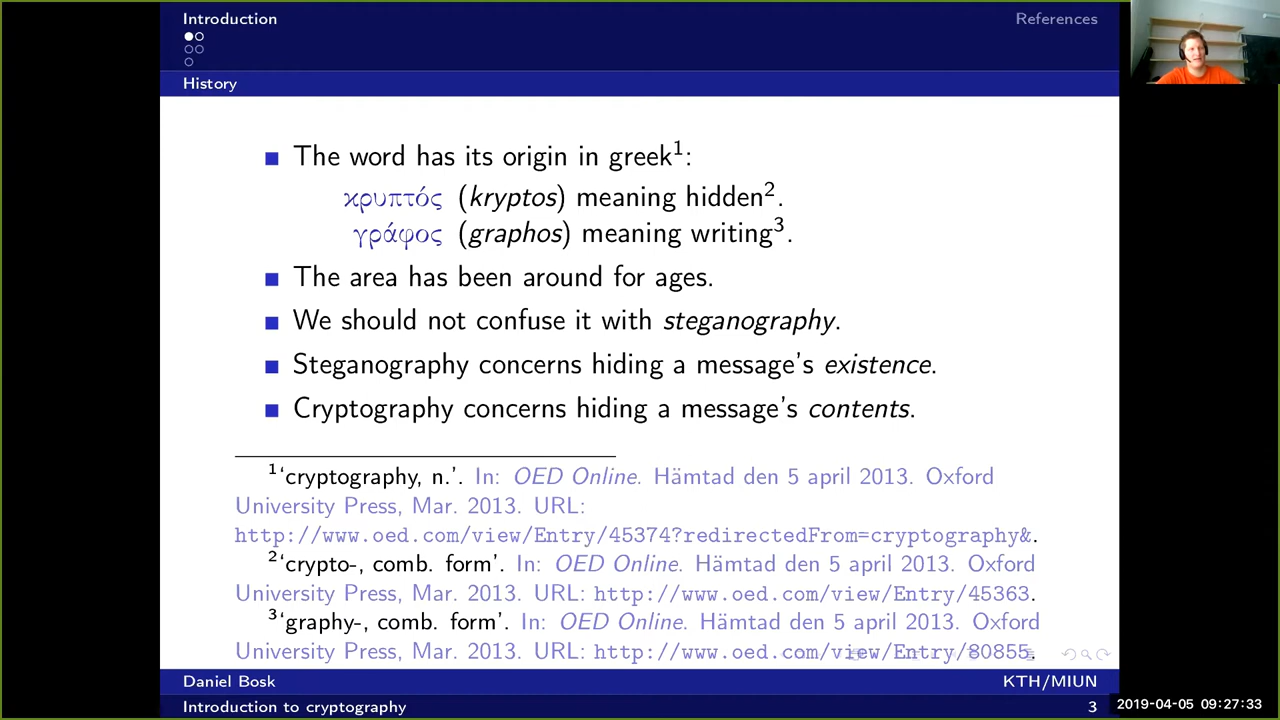 Introduction
References
History
The word has its origin in greek1:
κρυπτός (kryptos) meaning hidden2.
γράφος (graphos) meaning writing3.
The area has been around for ages.
We should not confuse it with steganography.
Steganography concerns hiding a message's existence.
Cryptography concerns hiding a message's contents.
1‘cryptography, n.’. In: OED Online. Hämtad den 5 april 2013. Oxford
University Press, Mar. 2013. URL:
http://www.oed.com/view/Entry/45374?redirectedFrom=cryptography&.
2‘crypto-, comb. form’. In: OED Online. Hämtad den 5 april 2013. Oxford
University Press, Mar. 2013. URL: http://www.oed.com/view/Entry/45363.
3‘graphy-, comb. form’. In: OED Online. Hämtad den 5 april 2013. Oxford
University Press, Mar. 2013. URL: http://www.oed.com/view/Entry/80855.
Daniel Bosk
KTH/MIUN
Introduction to cryptography
3
2019-04-05 09:27:33